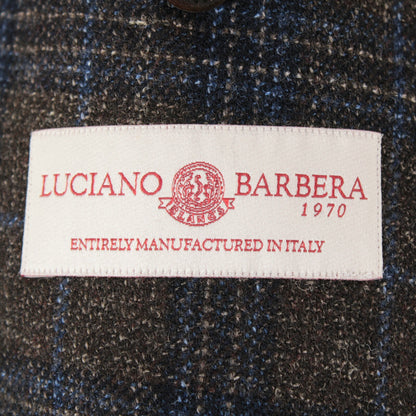 LUCIANO BARBERA
1970
ENTIRELY MANUFACTURED IN ITALY